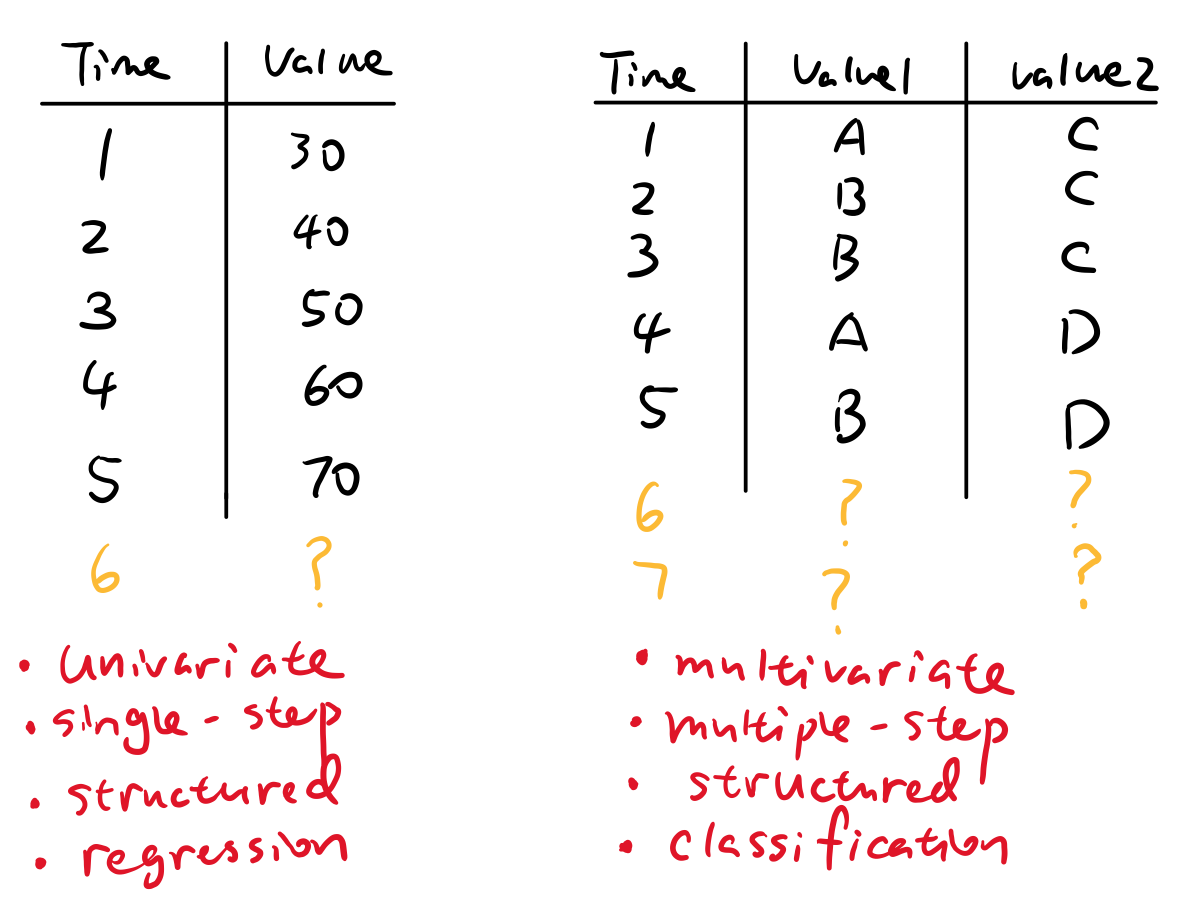 Time Value
1 30
2 40
3 50
4 60
5 70
6 ?
• univariate
• single-step
• structured
• regression
Time Value1 value2
1 A C
2 B C
3 B C
4 A D
5 B D
6 ? ?
7 ? ?
• multivariate
• multiple-step
• structured
• classification